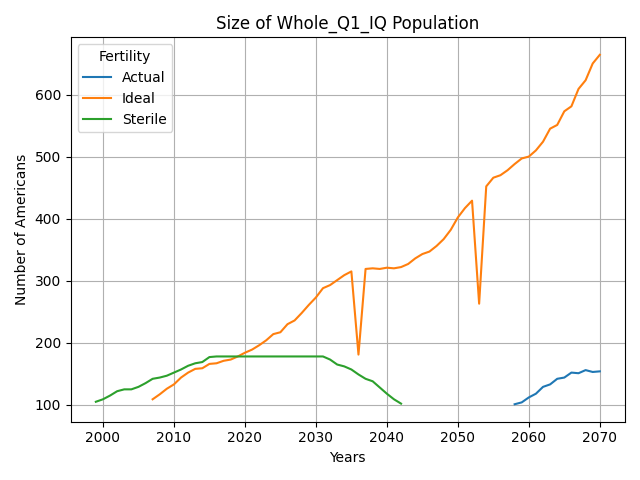 Size of Whole_Q1_IQ Population
Fertility
Actual
Ideal
Sterile
Number of Americans
600
500
400
300
200
100
2000 2010 2020 2030 2040 2050 2060 2070
Years